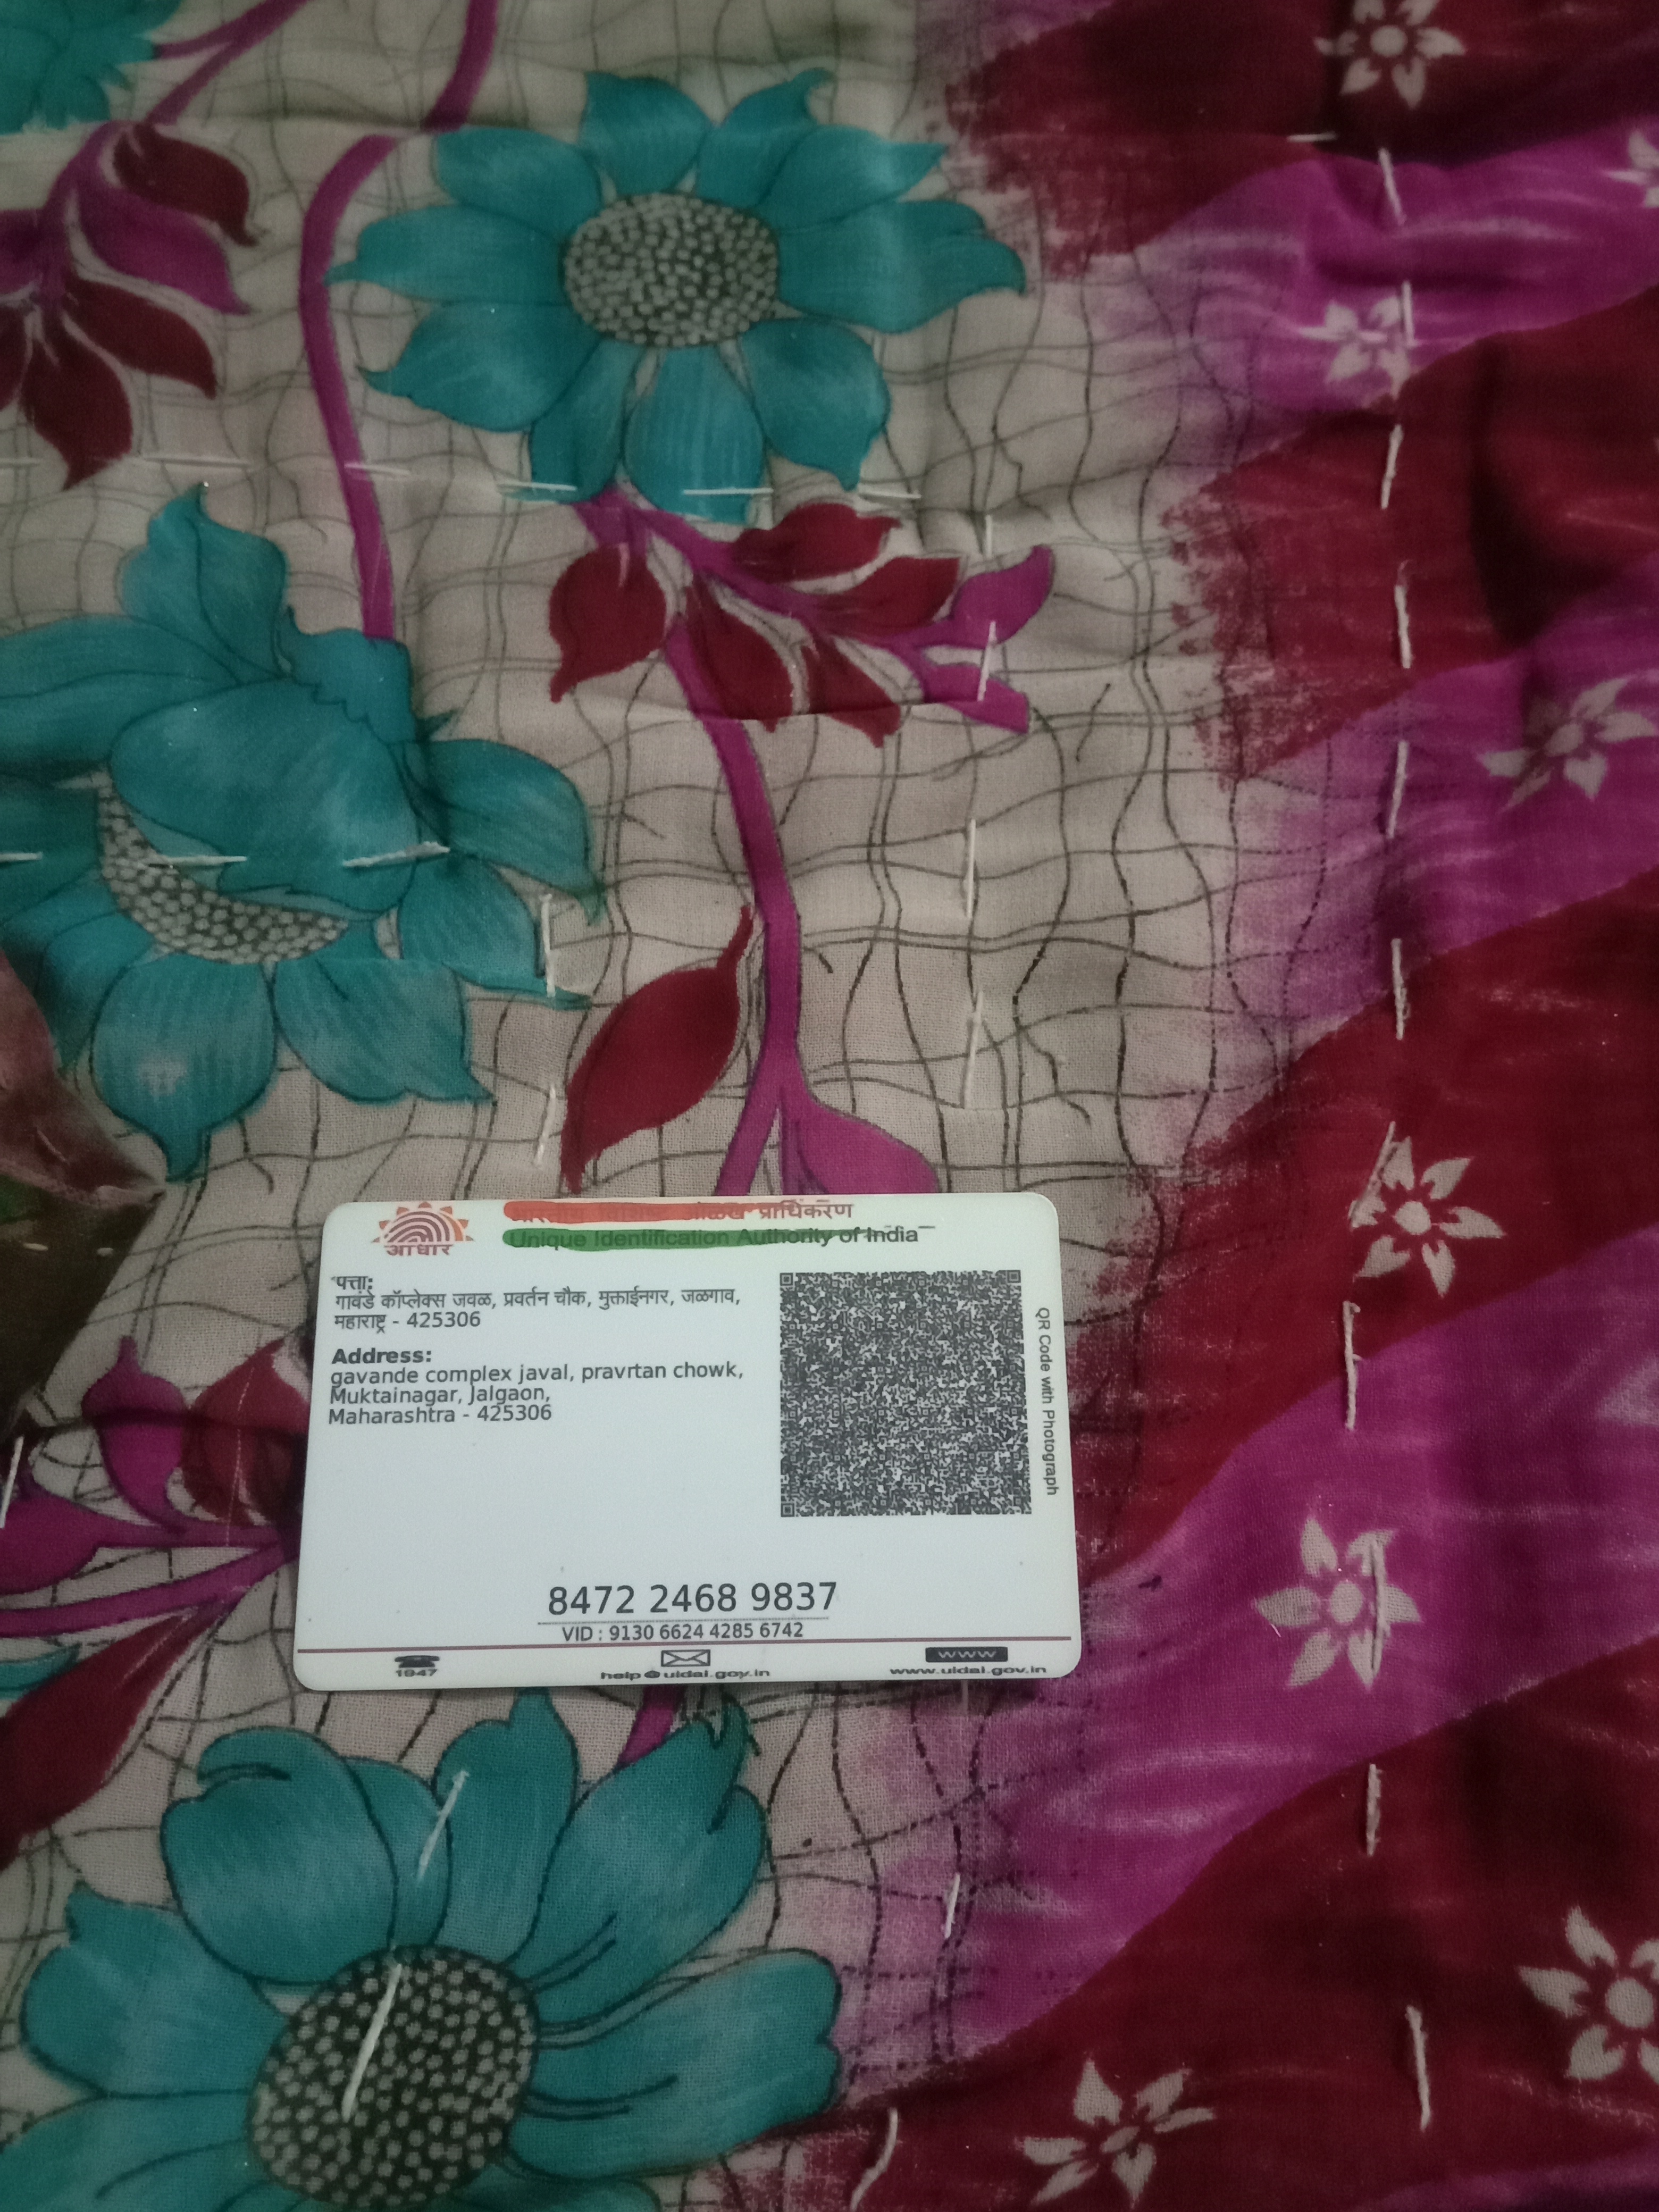 आधार
भारतीय विशिष्ट ओळख प्राधिकरण
Unique Identification Authority of India
पत्ता:
गावंडे कॉप्लेक्स जवळ, प्रवर्तन चौक, मुक्ताईनगर, जळगाव,
महाराष्ट्र - 425306
Address:
gavande complex javal, pravrtan chowk,
Muktainagar, Jalgaon,
Maharashtra - 425306
QR Code with Photograph
8472 2468 9837
VID : 9130 6624 4285 6742
1947
help@uidai.gov.in
www
www.uidai.gov.in